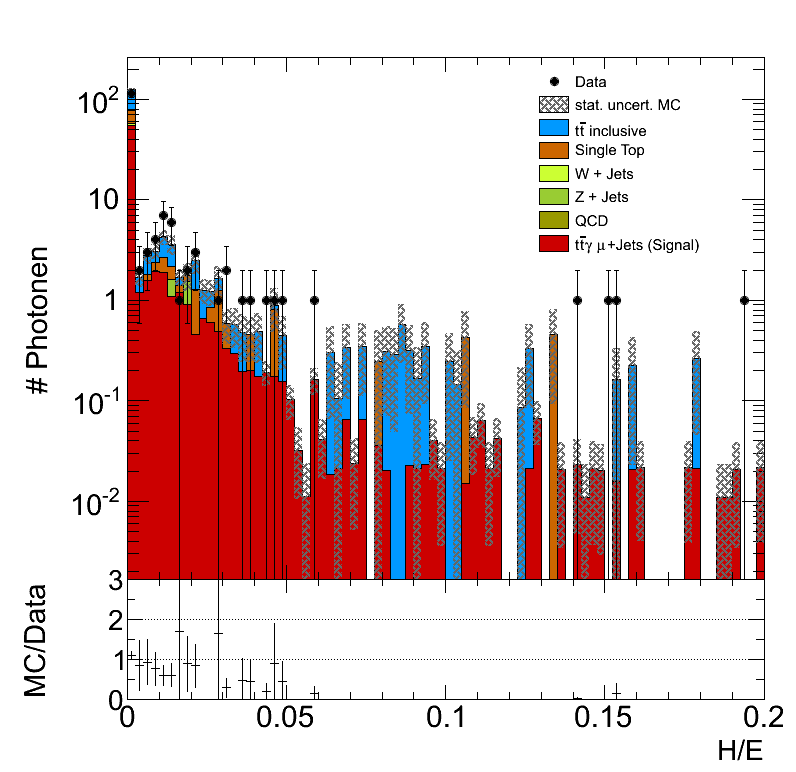 Data
stat. uncert. MC
tt̄ inclusive
Single Top
W + Jets
Z + Jets
QCD
tt̄γ μ+Jets (Signal)
# Photonen
10²
10
1
10⁻¹
10⁻²
MC/Data
3
2
1
0
0 0.05 0.1 0.15 0.2
H/E